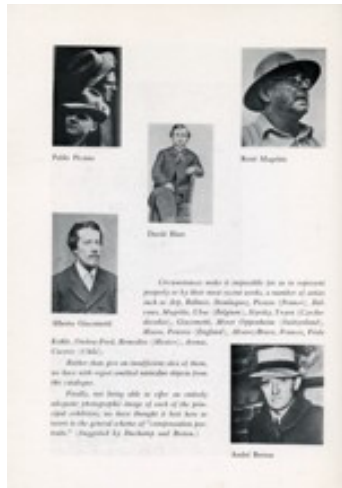 Pablo Picasso
René Magritte
David Hare
Alberto Giacometti
Circumstances make it impossible for us to represent
properly or by their most recent works, a number of artists
such as Arp, Bellmer, Dominguez, Picasso (France), Del-
vaux, Magritte, Ubac (Belgium), Styrsky, Toyen (Czecho-
slovakia), Giacometti, Meret Oppenheim (Switzerland),
Moore, Penrose (England), Alvarez-Bravo, Frances, Frida
Kahlo, Onslow-Ford, Remedios (Mexico), Arenas,
Caceres (Chile).
Rather than give an insufficient idea of them,
we have with regret omitted surrealist objects from
the catalogue.
Finally, not being able to offer an entirely
adequate photographic image of each of the prin-
cipal exhibitors, we have thought it best here to
resort to the general scheme of "compensation por-
traits." (Suggested by Duchamp and Breton.)
André Breton